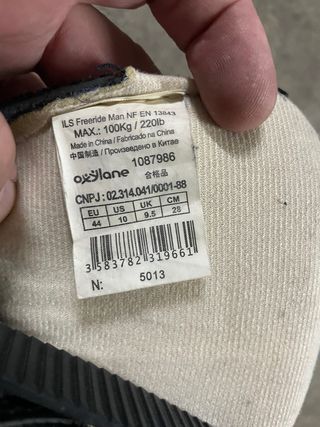 ILS Freeride Man NF EN 13843
MAX.: 100Kg / 220lb
Made in China / Fabricado na China
中国制造 / Произведено в Китае
1087986
oxylane 合格品
CNPJ : 02.314.041/0001-88
EU US UK CM
44 10 9.5 28
3 583782 319661
N: 5013